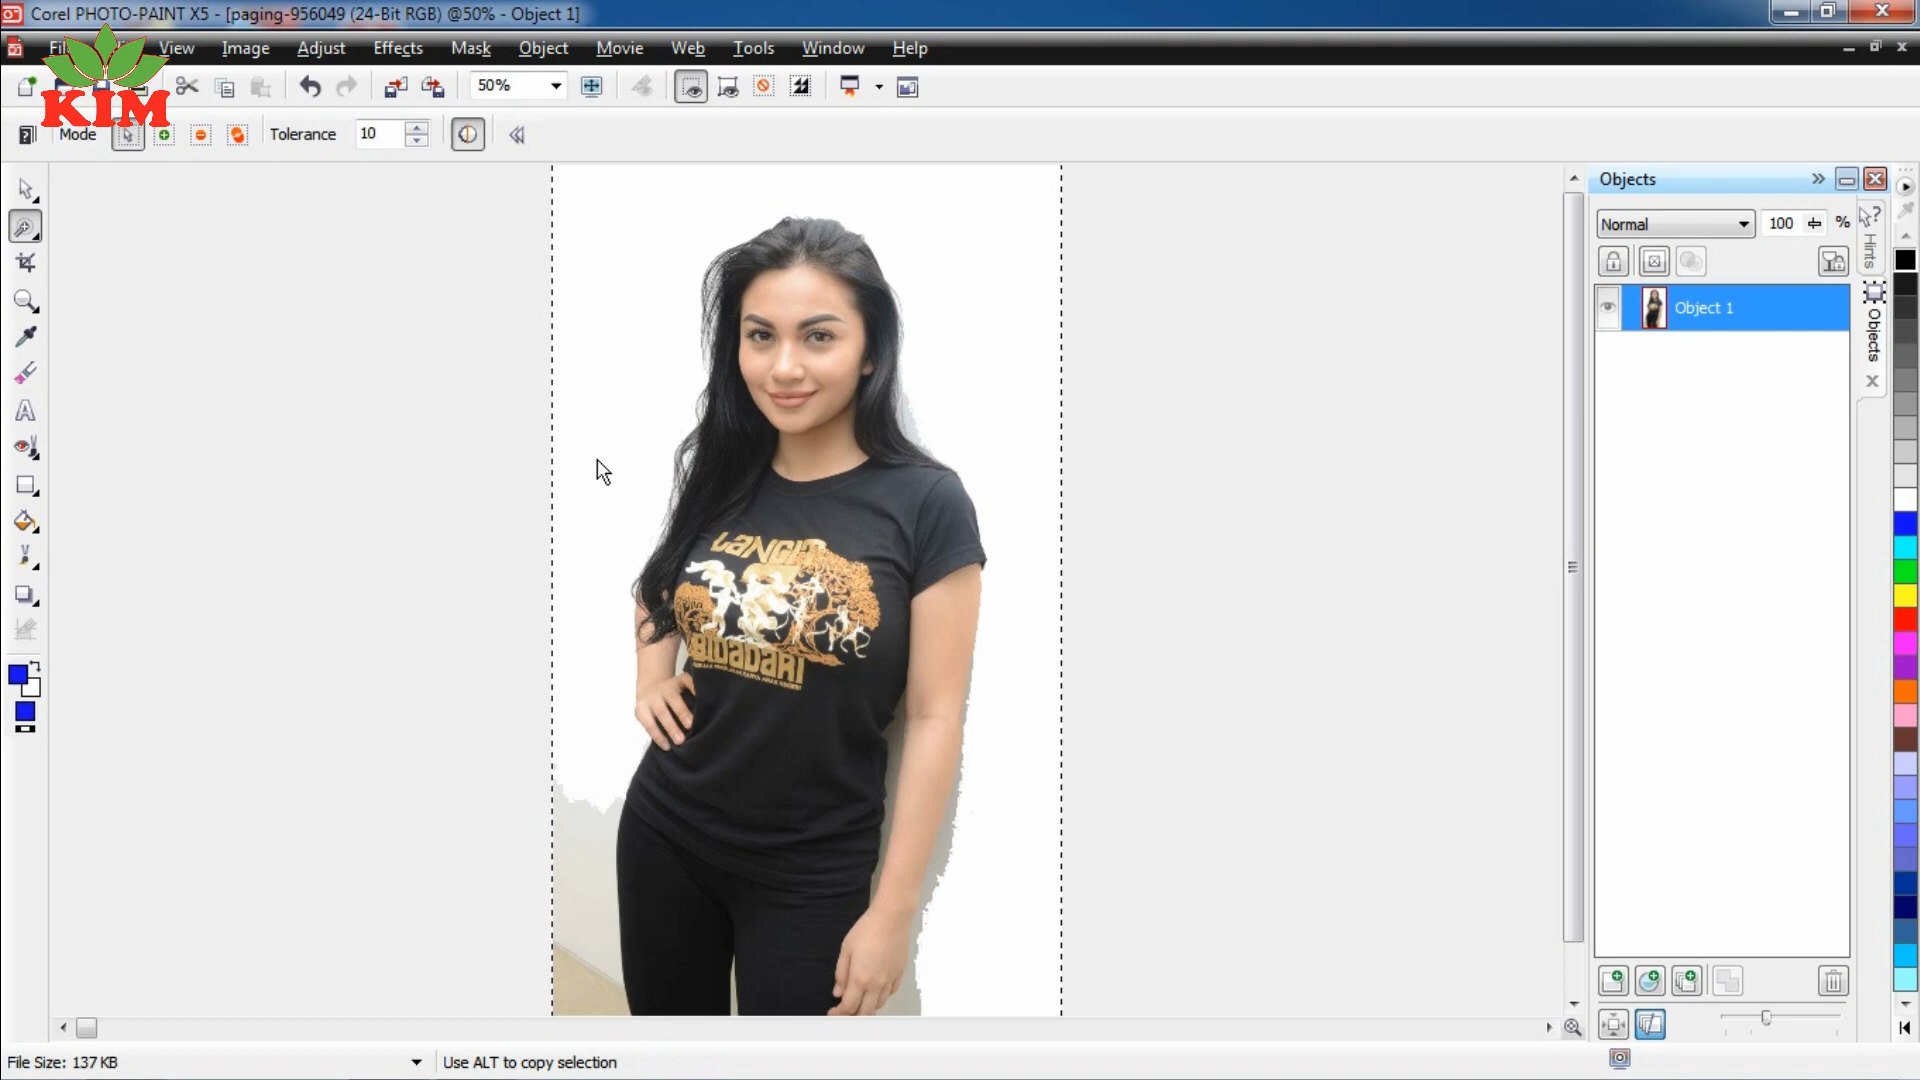 Corel PHOTO-PAINT X5 - [paging-956049 (24-Bit RGB) @50% - Object 1]
View Image Adjust Effects Mask Object Movie Web Tools Window Help
KIM
50%
Mode Tolerance 10
Objects
Normal 100 %
Hints
Object 1
Objects
BIDADARI
File Size: 137 KB Use ALT to copy selection